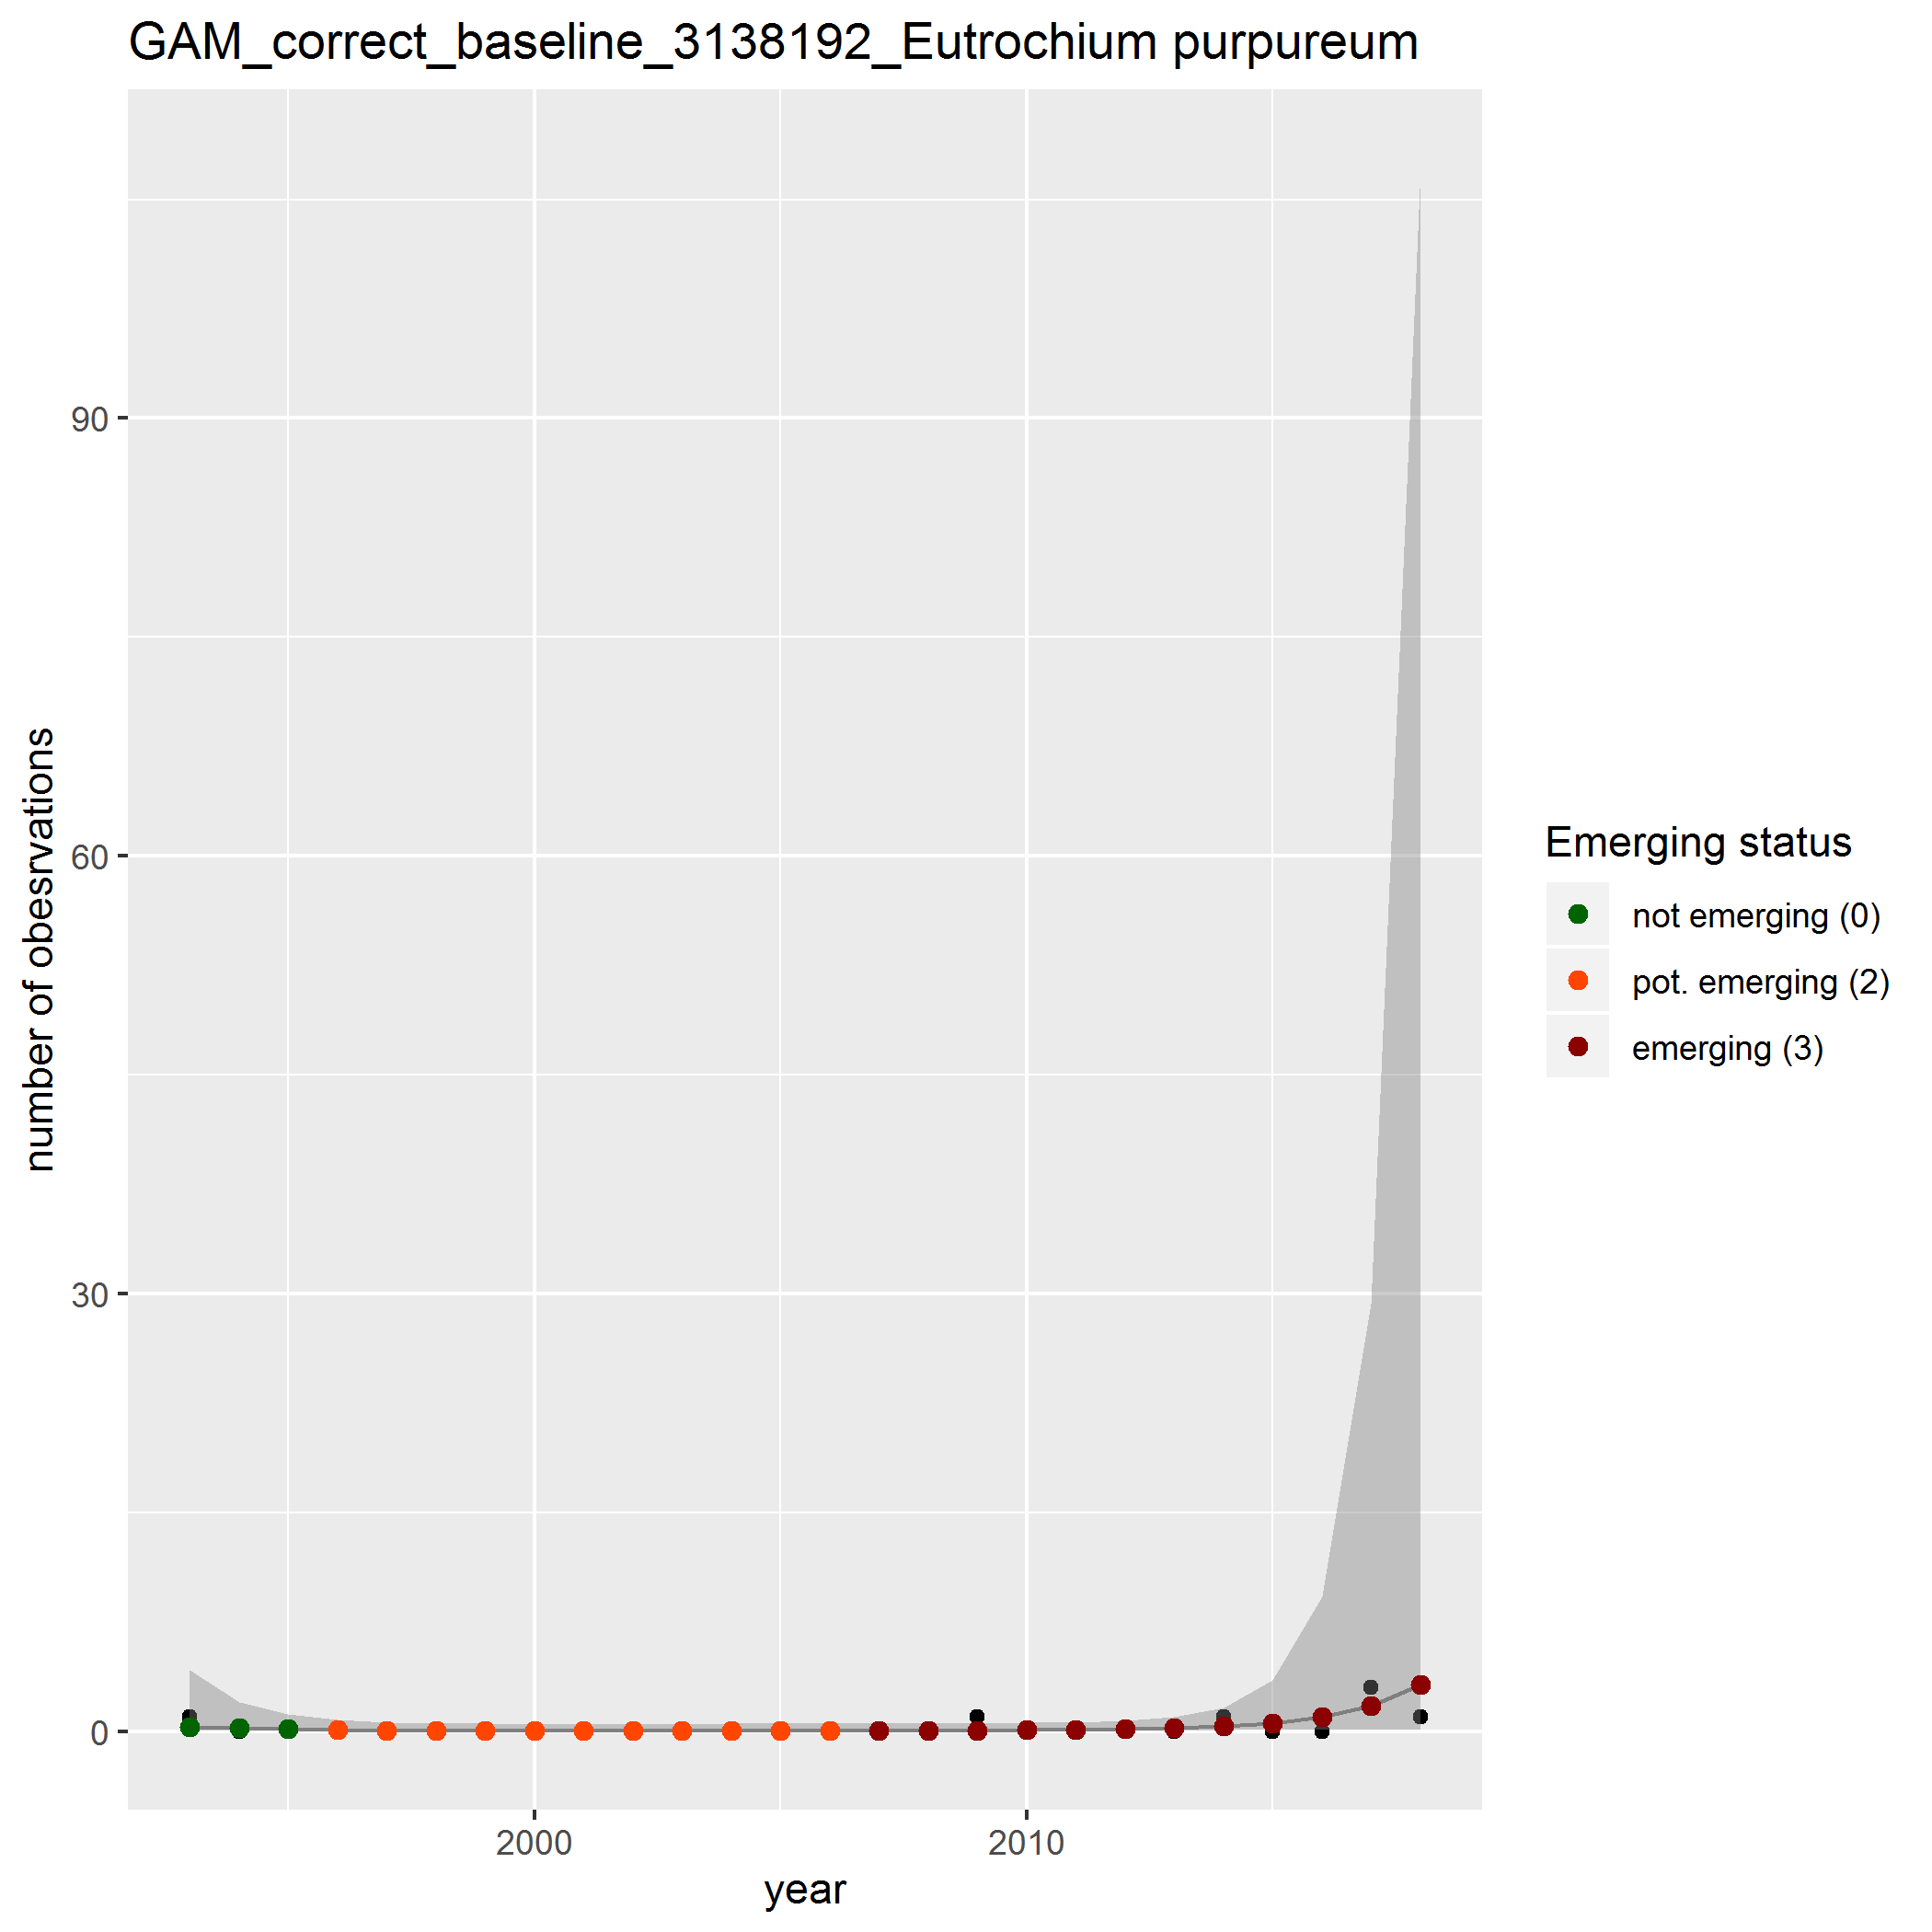 GAM_correct_baseline_3138192_Eutrochium purpureum
number of obesrvations
90
60
30
0
2000
2010
year
Emerging status
not emerging (0)
pot. emerging (2)
emerging (3)